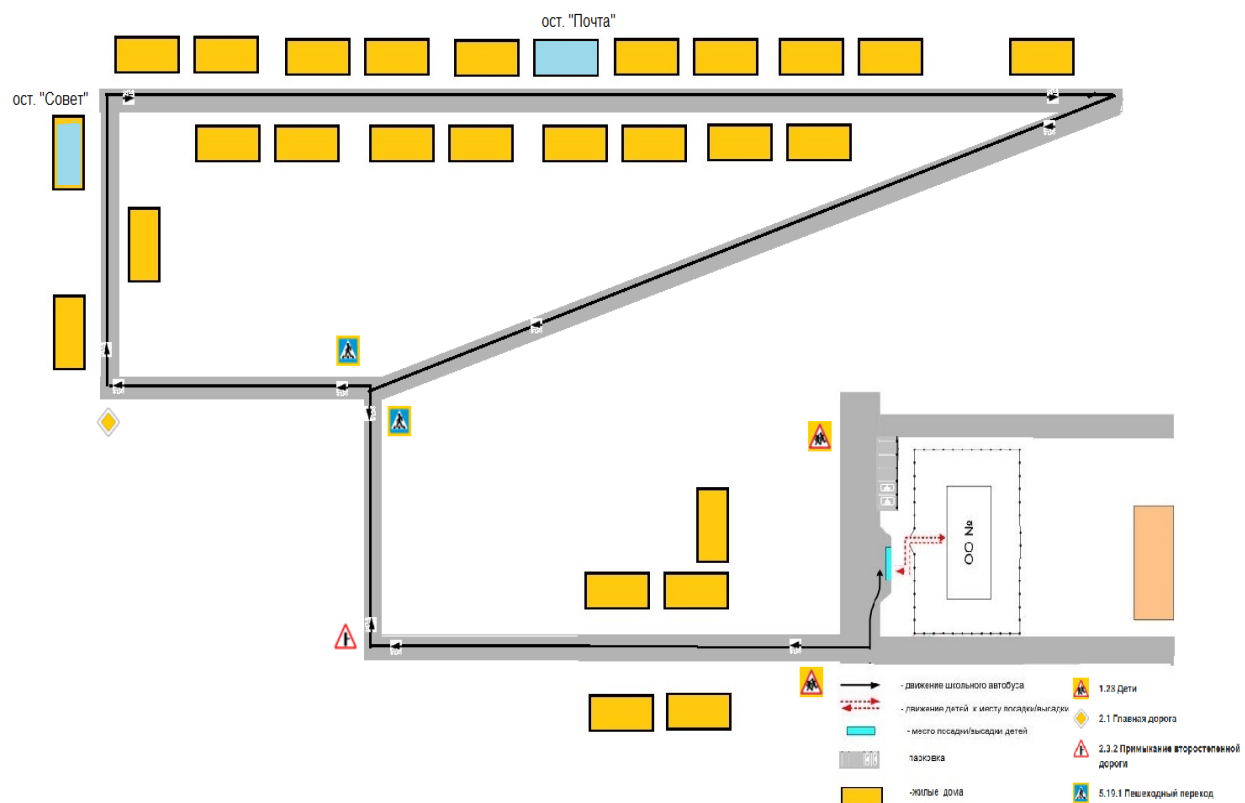 ост. "Почта"
ост. "Совет"
ОО №
- движение школьного автобуса
- движение детей к месту посадки/высадки
- место посадки/высадки детей
парковка
-жилые дома
1.23 Дети
2.1 Главная дорога
2.3.2 Примыкание второстепенной
дороги
5.19.1 Пешеходный переход